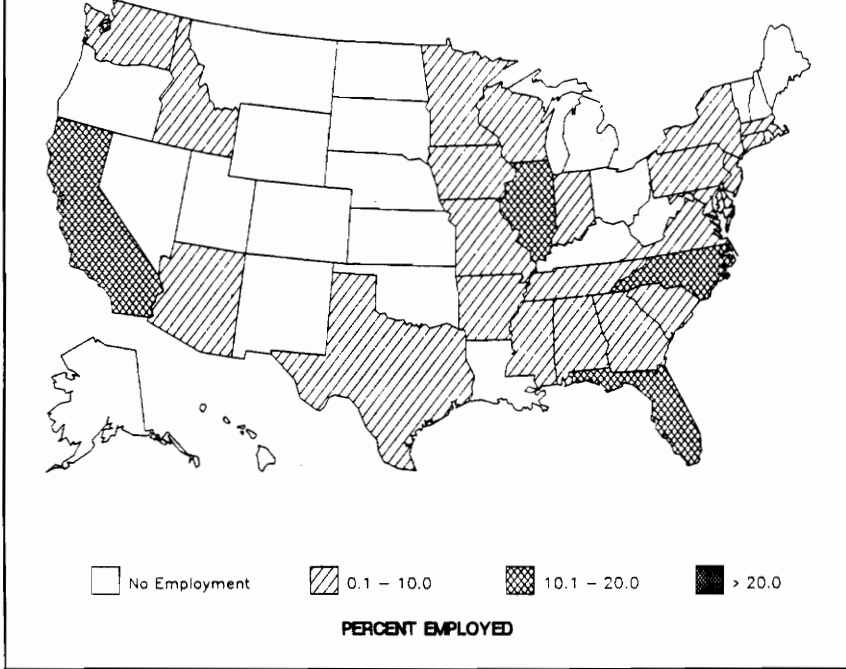 No Employment 0.1 – 10.0 10.1 – 20.0 > 20.0
PERCENT EMPLOYED